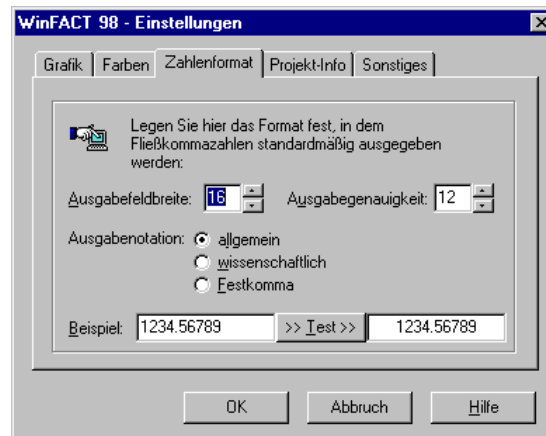 WinFACT 98 - Einstellungen
Grafik Farben Zahlenformat Projekt-Info Sonstiges
Legen Sie hier das Format fest, in dem
Fließkommazahlen standardmäßig ausgegeben
werden:
Ausgabefeldbreite: 16 Ausgabegenauigkeit: 12
Ausgabenotation: allgemein
wissenschaftlich
Festkomma
Beispiel: 1234.56789 >> Test >> 1234.56789
OK Abbruch Hilfe